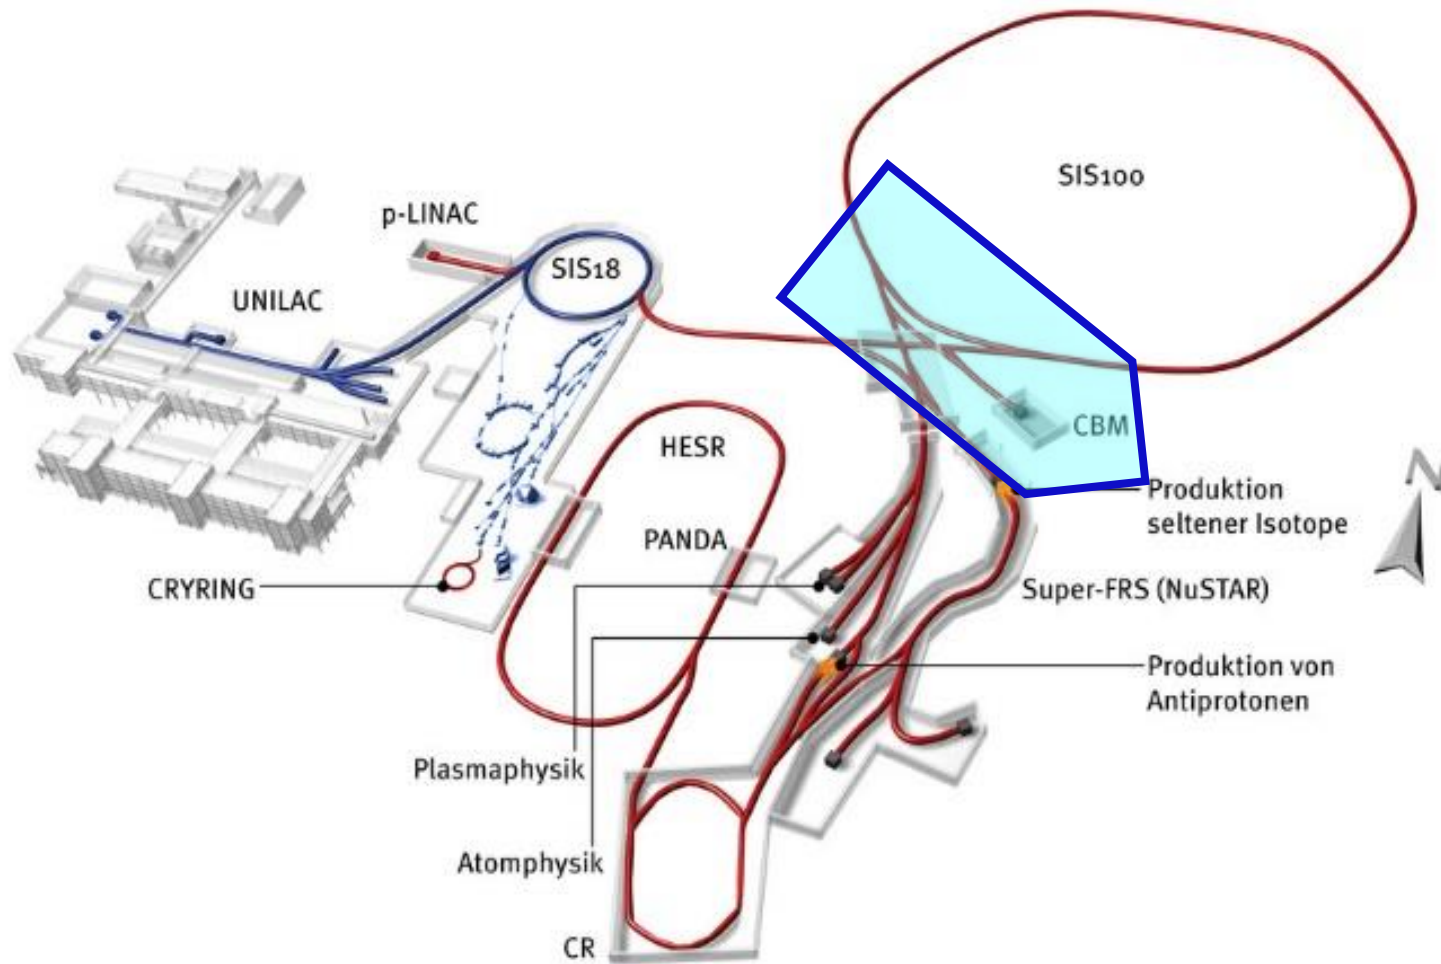 SIS100
p-LINAC
SIS18
UNILAC
CBM
HESR
N
Produktion
seltener Isotope
PANDA
CRYRING
Super-FRS (NuSTAR)
Produktion von
Antiprotonen
Plasmaphysik
Atomphysik
CR